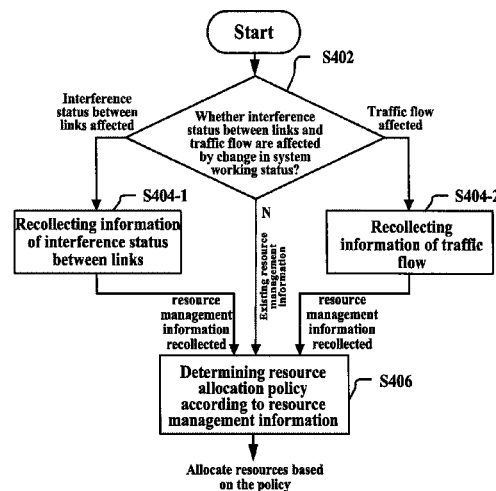 Start
S402
Interference
status between
links affected
Whether interference
status between links and
traffic flow are affected
by change in system
working status?
Traffic flow
affected
S404-1
N
S404-2
Recollecting information
of interference status
between links
Existing resource
management
information
Recollecting
information of traffic
flow
resource
management
information
recollected
resource
management
information
recollected
Determining resource
allocation policy
according to resource
management information
S406
Allocate resources based
on the policy